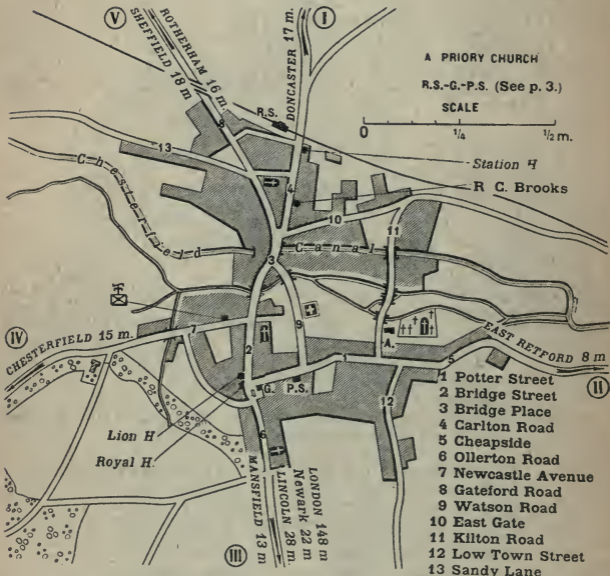 V
I
SHEFFIELD 18 m
ROTHERHAM 16 m.
DONCASTER 17 m.
A PRIORY CHURCH
R.S.-G.-P.S. (See p. 3.)
SCALE
0 1/4 1/2 m.
R.S.
8
13
Station H
4
R C. Brooks
10
11
Chesterfield
Canal
3
IV
CHESTERFIELD 15 m.
7
2
9
A.
EAST RETFORD 8 m
II
1
5
G.
P.S.
12
6
Lion H
Royal H.
MANSFIELD 13 m
LINCOLN 28 m.
Newark 22 m
LONDON 148 m
III
1 Potter Street
2 Bridge Street
3 Bridge Place
4 Carlton Road
5 Cheapside
6 Ollerton Road
7 Newcastle Avenue
8 Gateford Road
9 Watson Road
10 East Gate
11 Kilton Road
12 Low Town Street
13 Sandy Lane